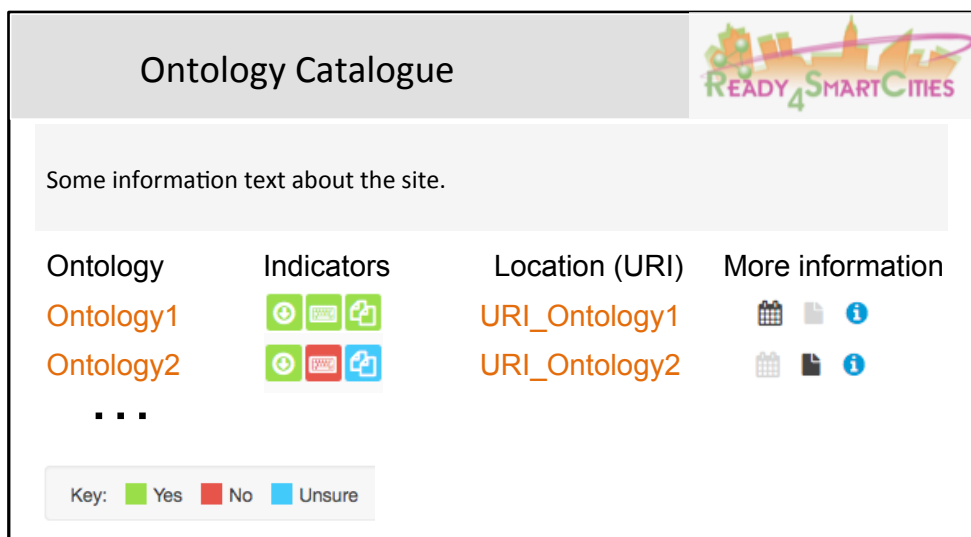 Ontology Catalogue
READY4SMARTCITIES
Some information text about the site.
Ontology Indicators Location (URI) More information
Ontology1 URI_Ontology1
Ontology2 URI_Ontology2
...
Key: Yes No Unsure